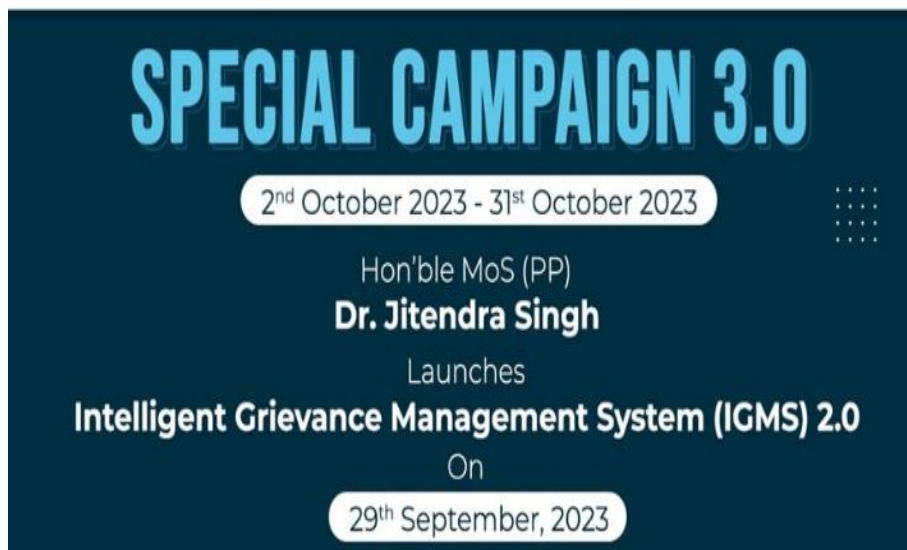 SPECIAL CAMPAIGN 3.0
2nd October 2023 - 31st October 2023
Hon'ble MoS (PP)
Dr. Jitendra Singh
Launches
Intelligent Grievance Management System (IGMS) 2.0
On
29th September, 2023